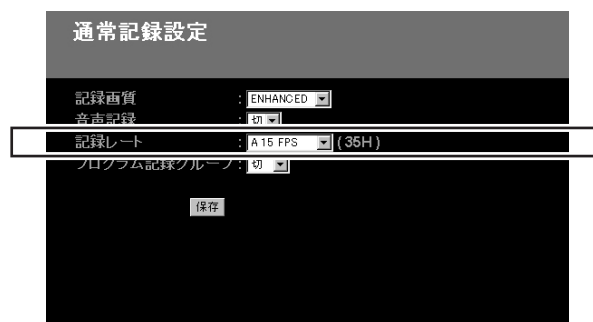 通常記録設定
記録画質 : ENHANCED
音声記録 : 切
記録レート : A 15 FPS (35H)
プログラム記録グループ : 切
保存